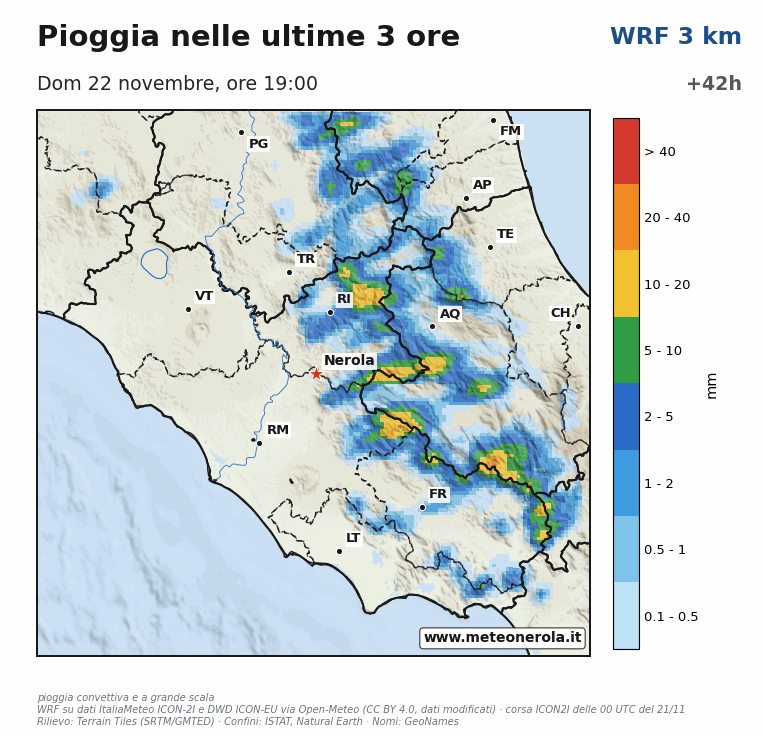 Pioggia nelle ultime 3 ore
WRF 3 km
Dom 22 novembre, ore 19:00
+42h
FM
PG
AP
TE
TR
VT
RI
AQ
CH
Nerola
RM
FR
LT
www.meteonerola.it
> 40
20 - 40
10 - 20
5 - 10
2 - 5
1 - 2
0.5 - 1
0.1 - 0.5
mm
pioggia convettiva e a grande scala
WRF su dati ItaliaMeteo ICON-2I e DWD ICON-EU via Open-Meteo (CC BY 4.0, dati modificati) · corsa ICON2I delle 00 UTC del 21/11
Rilievo: Terrain Tiles (SRTM/GMTED) · Confini: ISTAT, Natural Earth · Nomi: GeoNames